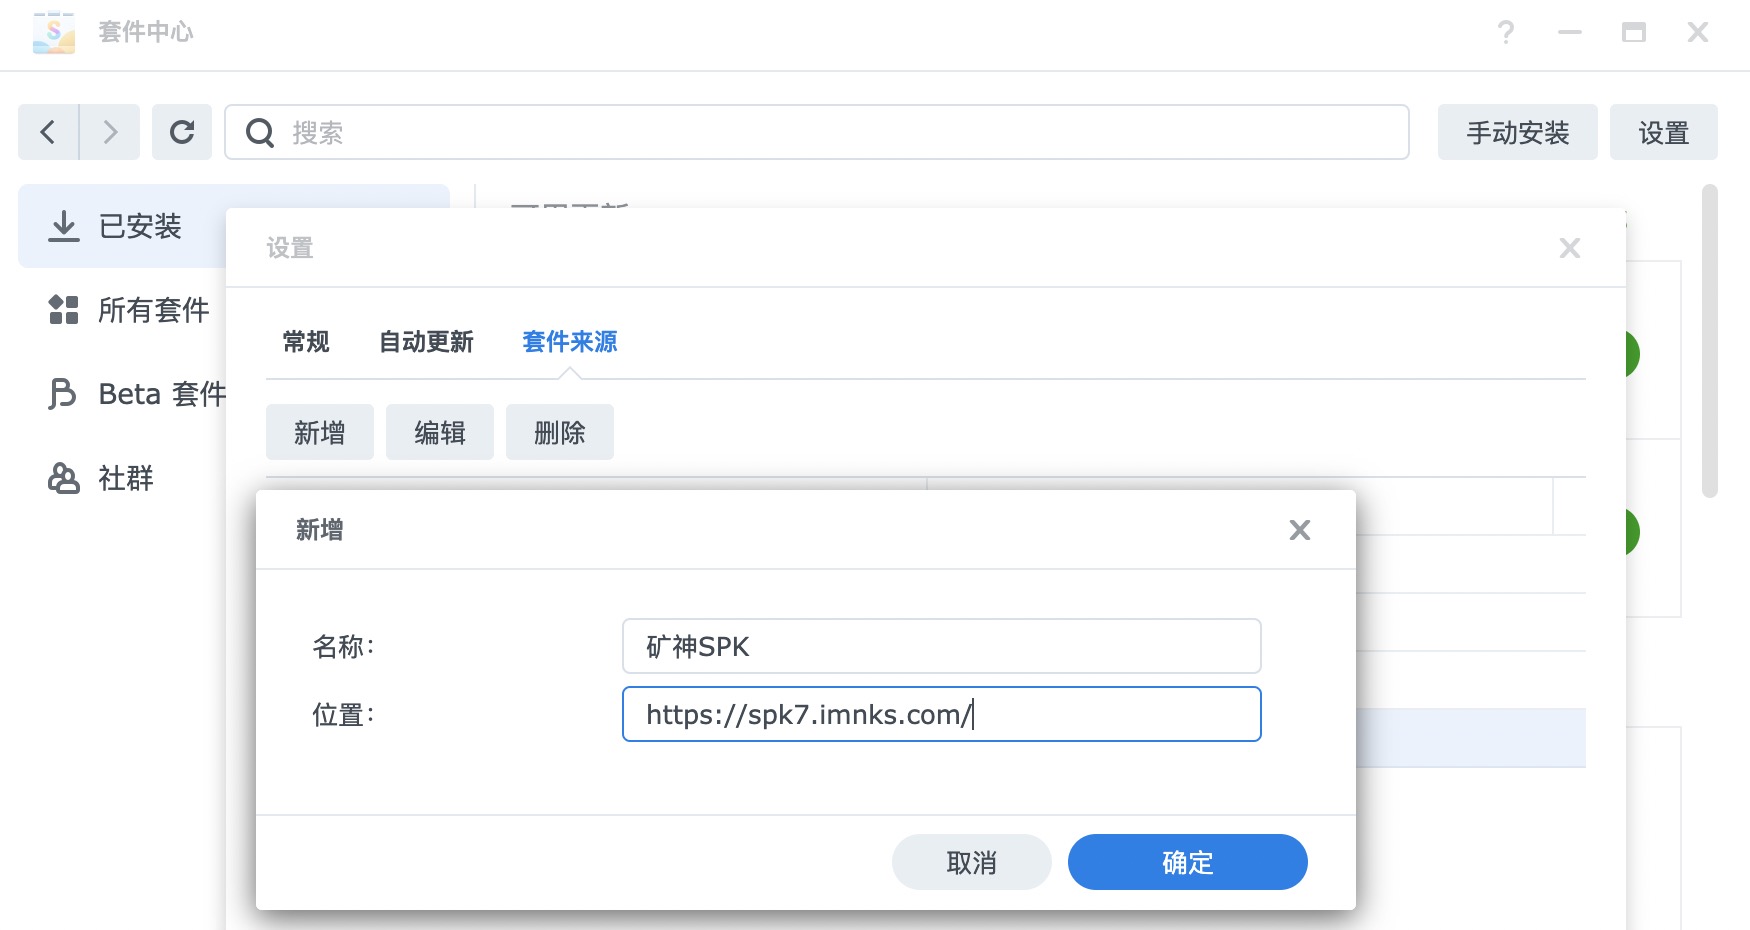 套件中心
搜索
手动安装
设置
已安装
所有套件
Beta 套件
社群
设置
常规
自动更新
套件来源
新增
编辑
删除
新增
名称：
矿神SPK
位置：
https://spk7.imnks.com/
取消
确定